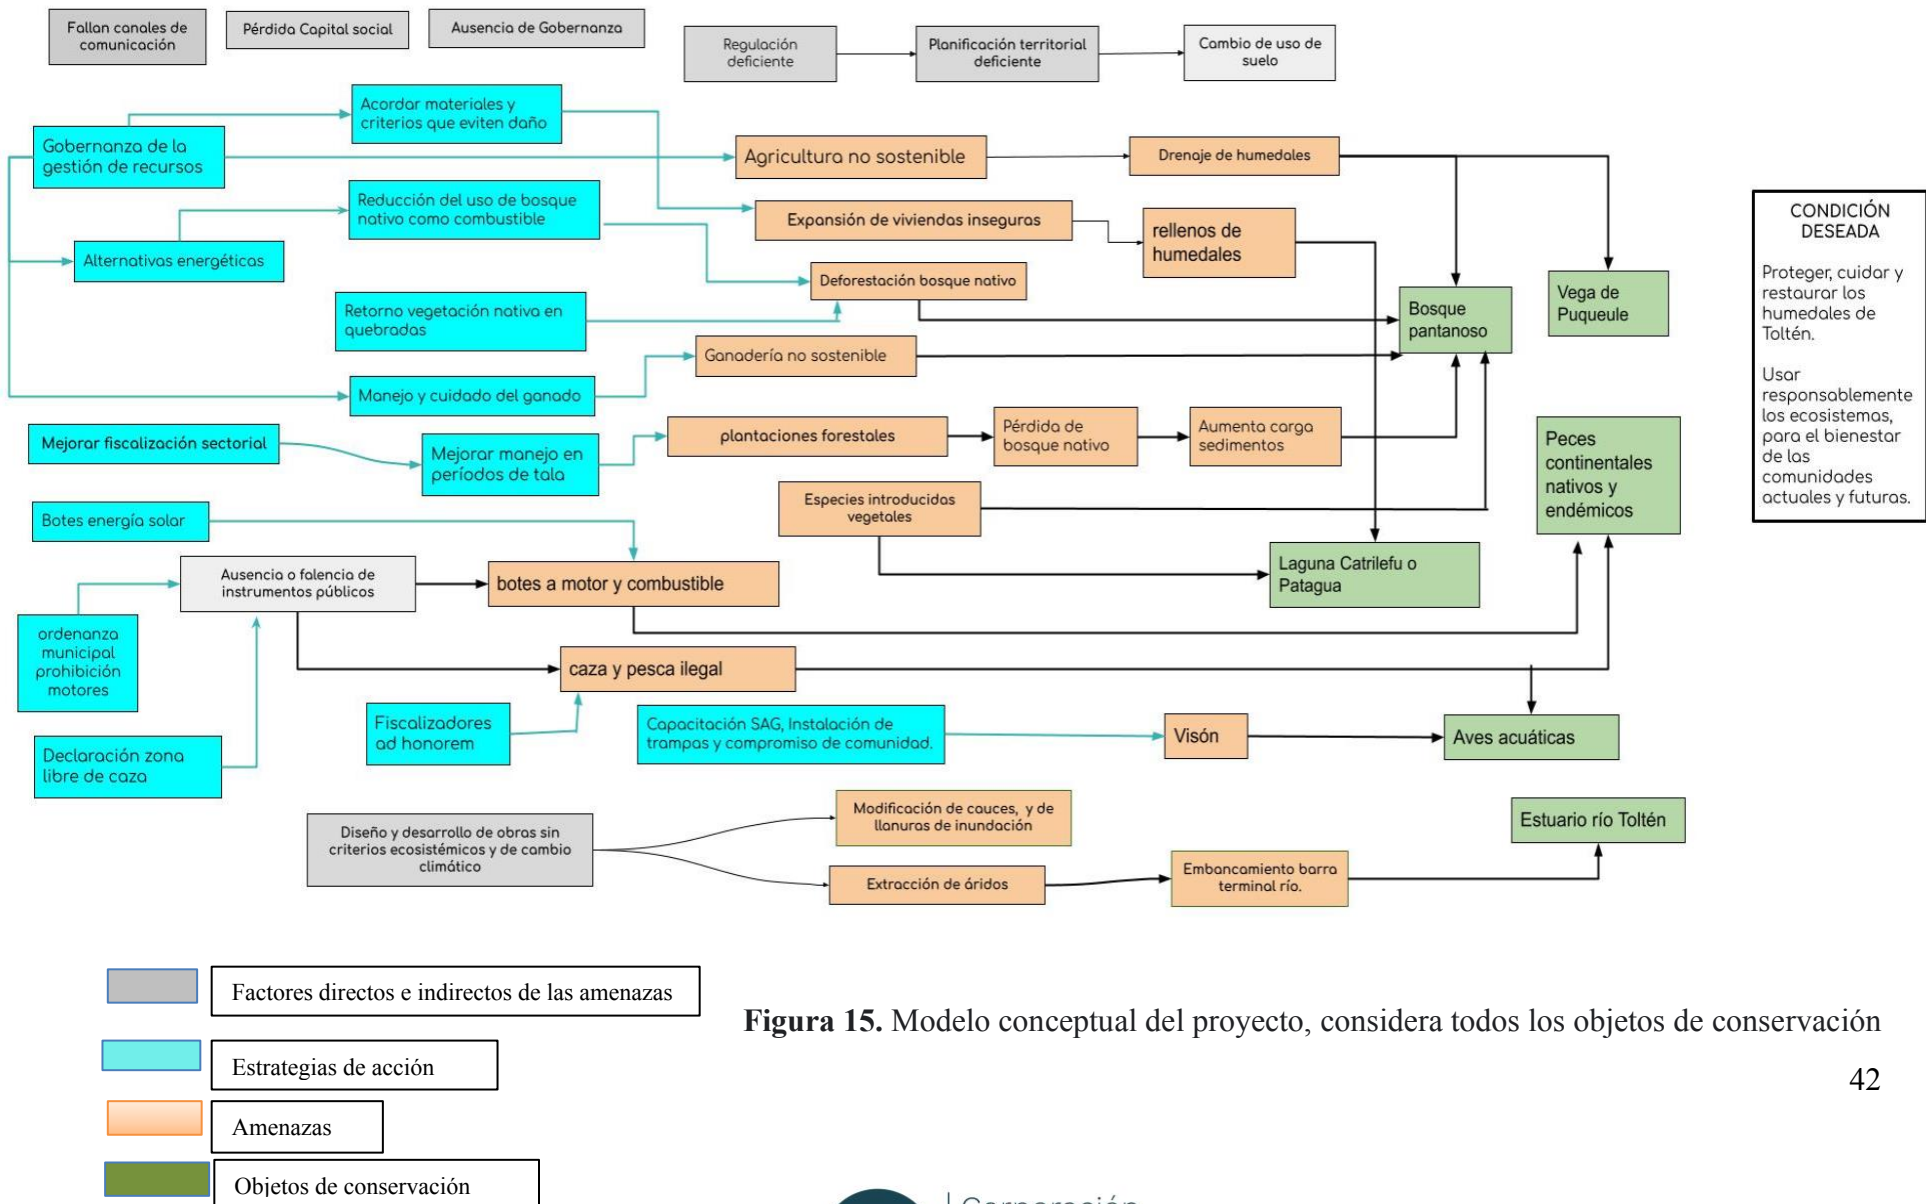 Fallan canales de
comunicación
Pérdida Capital social
Ausencia de Gobernanza
Regulación
deficiente
Planificación territorial
deficiente
Cambio de uso de
suelo
Acordar materiales y
criterios que eviten daño
Gobernanza de la
gestión de recursos
Agricultura no sostenible
Drenaje de humedales
Reducción del uso de bosque
nativo como combustible
Expansión de viviendas inseguras
rellenos de
humedales
Alternativas energéticas
Deforestación bosque nativo
Retorno vegetación nativa en
quebradas
Bosque
pantanoso
Vega de
Puqueule
Ganadería no sostenible
Manejo y cuidado del ganado
Mejorar fiscalización sectorial
Mejorar manejo en
períodos de tala
plantaciones forestales
Pérdida de
bosque nativo
Aumenta carga
sedimentos
Peces
continentales
nativos y
endémicos
CONDICIÓN
DESEADA
Proteger, cuidar y
restaurar los
humedales de
Toltén.
Usar
responsablemente
los ecosistemas,
para el bienestar
de las
comunidades
actuales y futuras.
Botes energía solar
Especies introducidas
vegetales
Ausencia o falencia de
instrumentos públicos
botes a motor y combustible
Laguna Catrilefu o
Patagua
ordenanza
municipal
prohibición
motores
caza y pesca ilegal
Fiscalizadores
ad honorem
Capacitación SAG, Instalación de
trampas y compromiso de comunidad.
Visón
Aves acuáticas
Declaración zona
libre de caza
Diseño y desarrollo de obras sin
criterios ecosistémicos y de cambio
climático
Modificación de cauces, y de
llanuras de inundación
Extracción de áridos
Embancamiento barra
terminal río.
Estuario río Toltén
Factores directos e indirectos de las amenazas
Estrategias de acción
Amenazas
Objetos de conservación
Figura 15. Modelo conceptual del proyecto, considera todos los objetos de conservación
42
Corporación